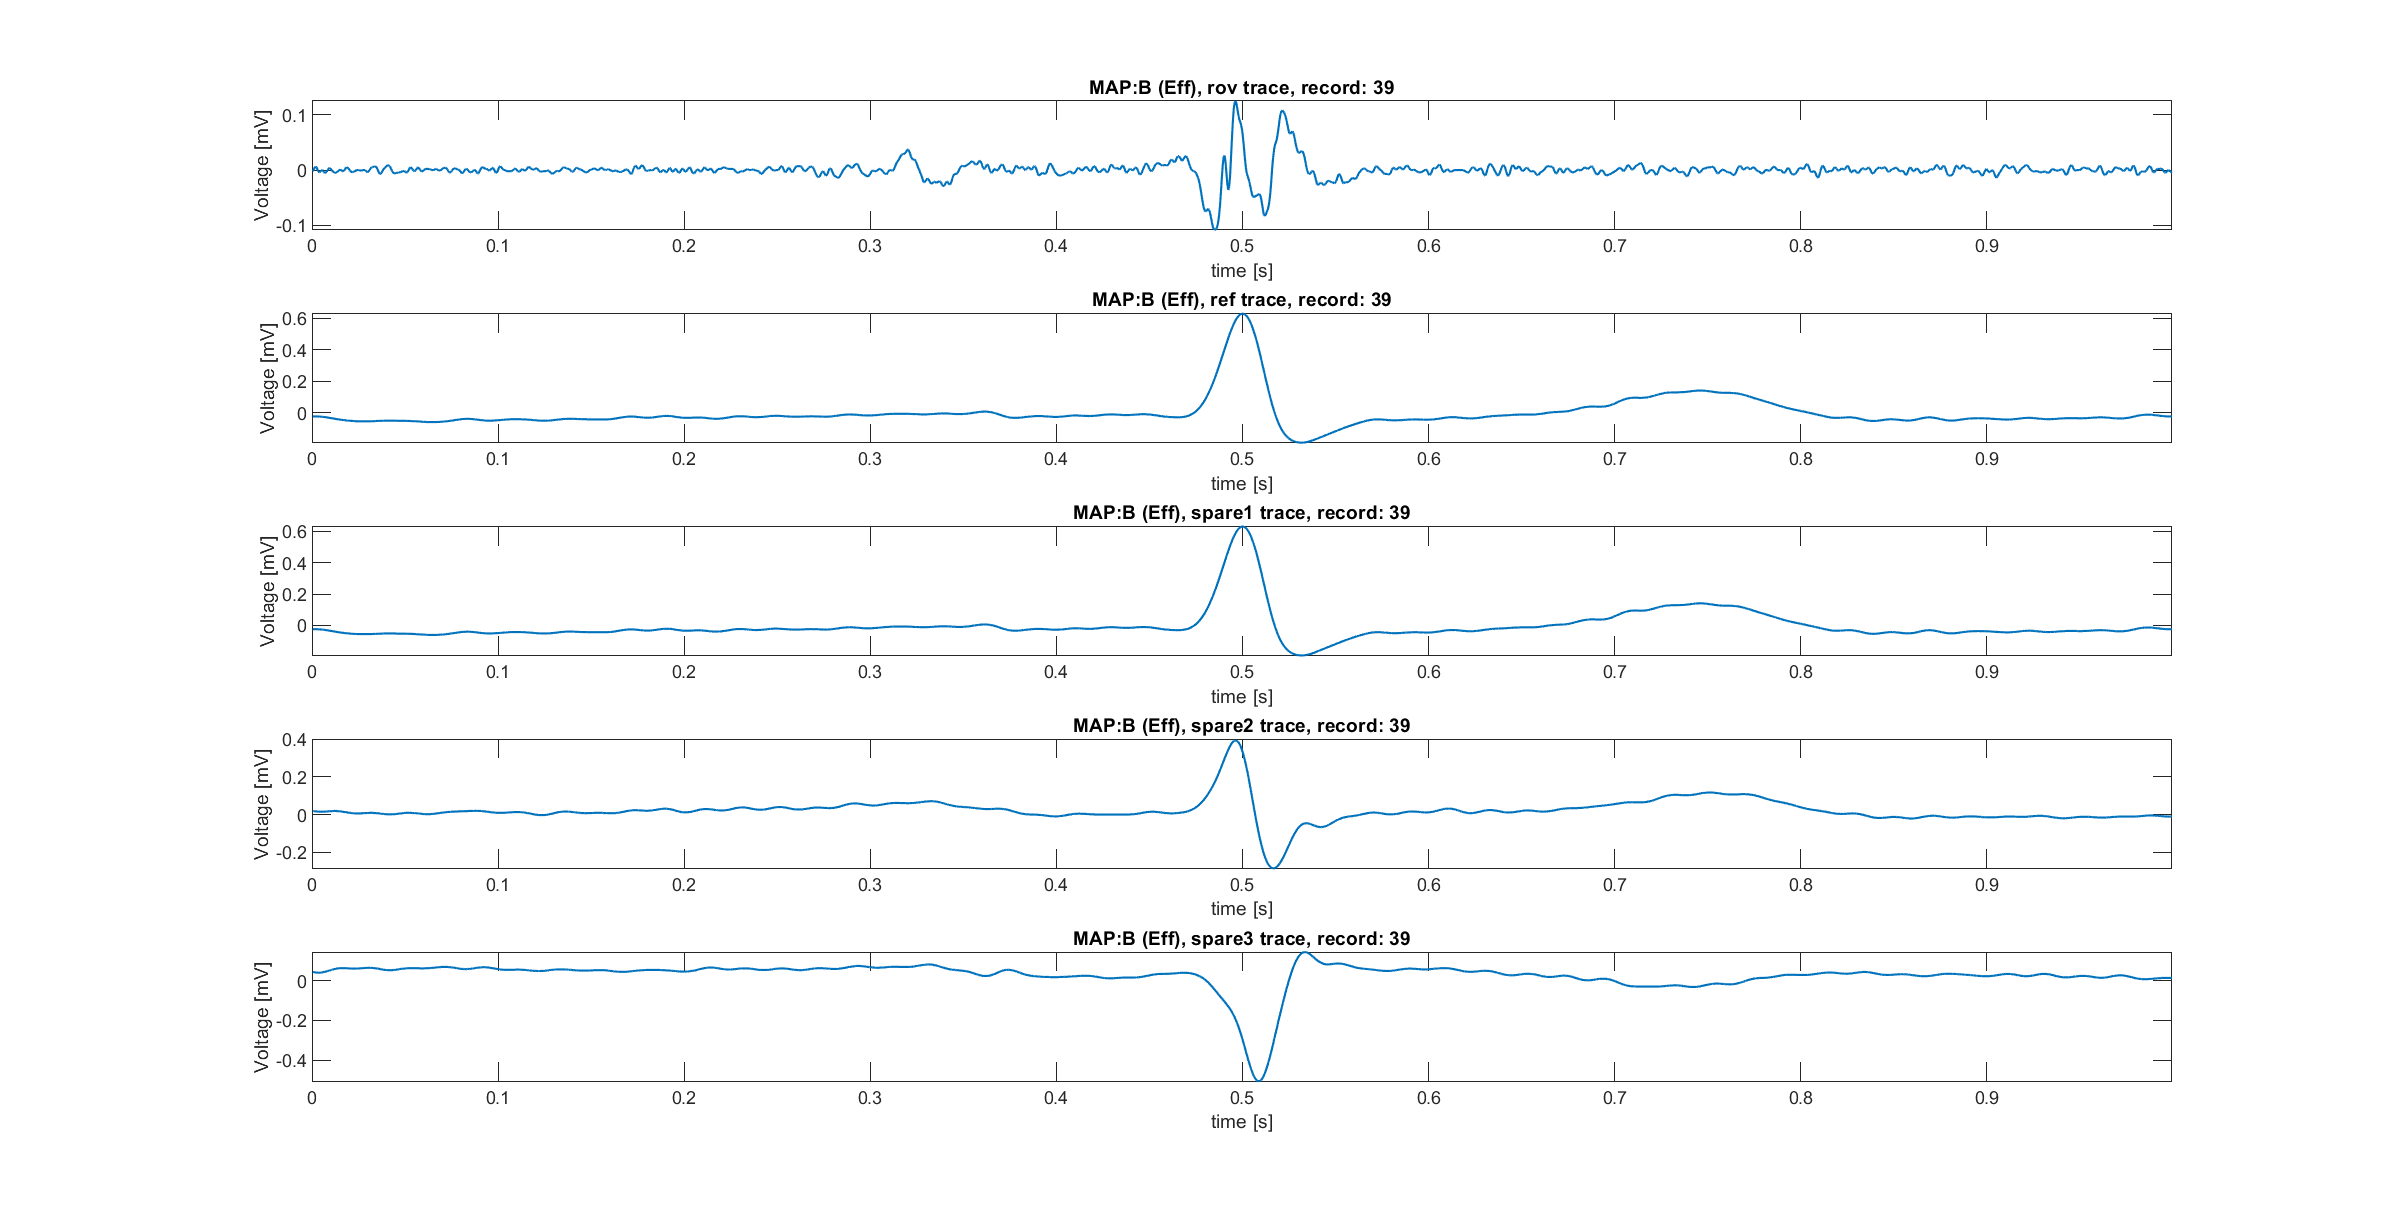 MAP:B (Eff), rov trace, record: 39
Voltage [mV]
0.1
0
-0.1
0 0.1 0.2 0.3 0.4 0.5 0.6 0.7 0.8 0.9
time [s]
MAP:B (Eff), ref trace, record: 39
Voltage [mV]
0.6
0.4
0.2
0
0 0.1 0.2 0.3 0.4 0.5 0.6 0.7 0.8 0.9
time [s]
MAP:B (Eff), spare1 trace, record: 39
Voltage [mV]
0.6
0.4
0.2
0
0 0.1 0.2 0.3 0.4 0.5 0.6 0.7 0.8 0.9
time [s]
MAP:B (Eff), spare2 trace, record: 39
Voltage [mV]
0.4
0.2
0
-0.2
0 0.1 0.2 0.3 0.4 0.5 0.6 0.7 0.8 0.9
time [s]
MAP:B (Eff), spare3 trace, record: 39
Voltage [mV]
0
-0.2
-0.4
0 0.1 0.2 0.3 0.4 0.5 0.6 0.7 0.8 0.9
time [s]